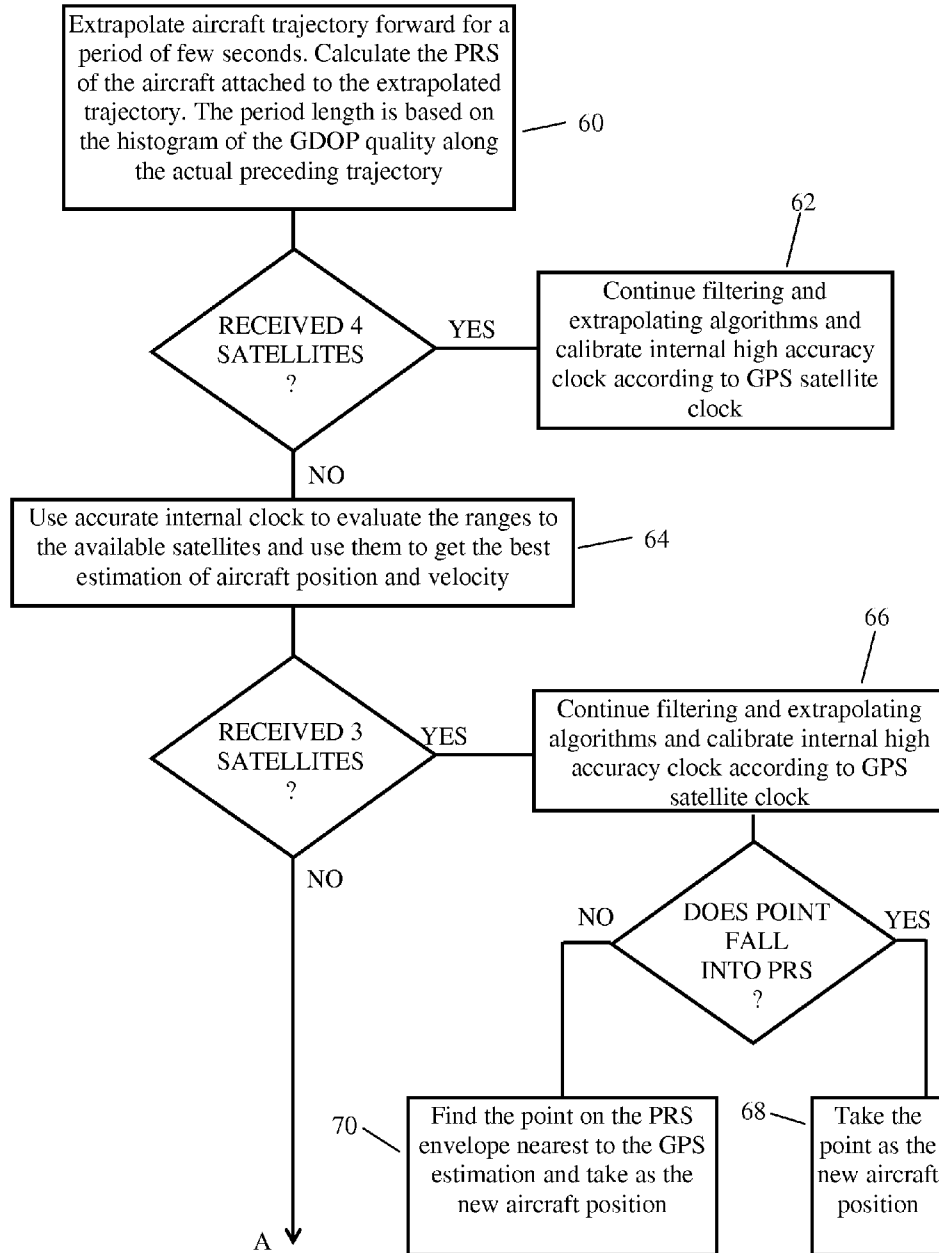 Extrapolate aircraft trajectory forward for a
period of few seconds. Calculate the PRS
of the aircraft attached to the extrapolated
trajectory. The period length is based on
the histogram of the GDOP quality along
the actual preceding trajectory
60
RECEIVED 4
SATELLITES
?
YES
NO
62
Continue filtering and
extrapolating algorithms and
calibrate internal high accuracy
clock according to GPS satellite
clock
Use accurate internal clock to evaluate the ranges to
the available satellites and use them to get the best
estimation of aircraft position and velocity
64
RECEIVED 3
SATELLITES
?
YES
NO
66
Continue filtering and extrapolating
algorithms and calibrate internal high
accuracy clock according to GPS
satellite clock
NO
DOES POINT
FALL
INTO PRS
?
YES
70
Find the point on the PRS
envelope nearest to the GPS
estimation and take as the
new aircraft position
68
Take the
point as the
new aircraft
position
A